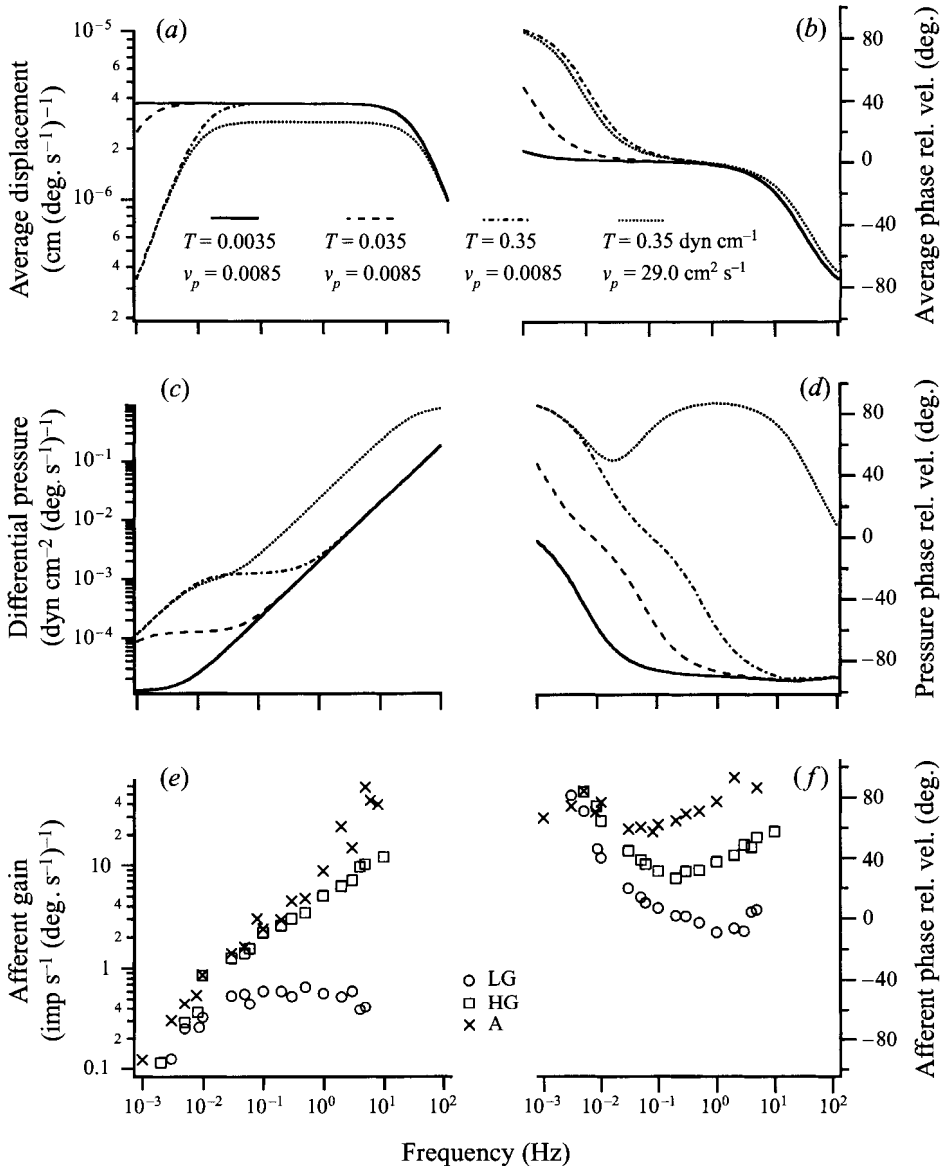 (a)
(b)
10⁻⁵
6
4
2
10⁻⁶
6
4
2
Average displacement
(cm (deg. s⁻¹)⁻¹)
T = 0.0035
T = 0.035
T = 0.35
T = 0.35 dyn cm⁻¹
νₚ = 0.0085
νₚ = 0.0085
νₚ = 0.0085
νₚ = 29.0 cm² s⁻¹
80
40
0
−40
−80
Average phase rel. vel. (deg.)
(c)
(d)
10⁻¹
10⁻²
10⁻³
10⁻⁴
Differential pressure
(dyn cm⁻² (deg. s⁻¹)⁻¹)
80
40
0
−40
−80
Pressure phase rel. vel. (deg.)
(e)
(f)
4
2
10
4
2
1
4
2
0.1
Afferent gain
(imp s⁻¹ (deg. s⁻¹)⁻¹)
LG
HG
A
80
40
0
−40
−80
Afferent phase rel. vel. (deg.)
10⁻³ 10⁻² 10⁻¹ 10⁰ 10¹ 10²
10⁻³ 10⁻² 10⁻¹ 10⁰ 10¹ 10²
Frequency (Hz)